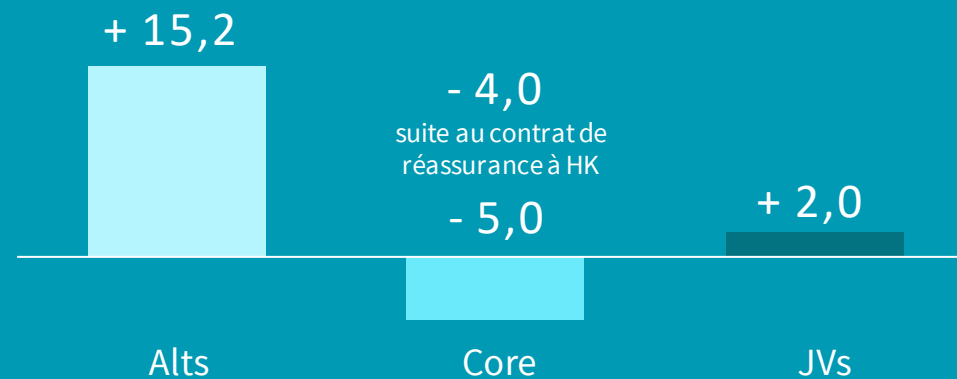 + 15,2
- 4,0
suite au contrat de
réassurance à HK
- 5,0
+ 2,0
Alts
Core
JVs